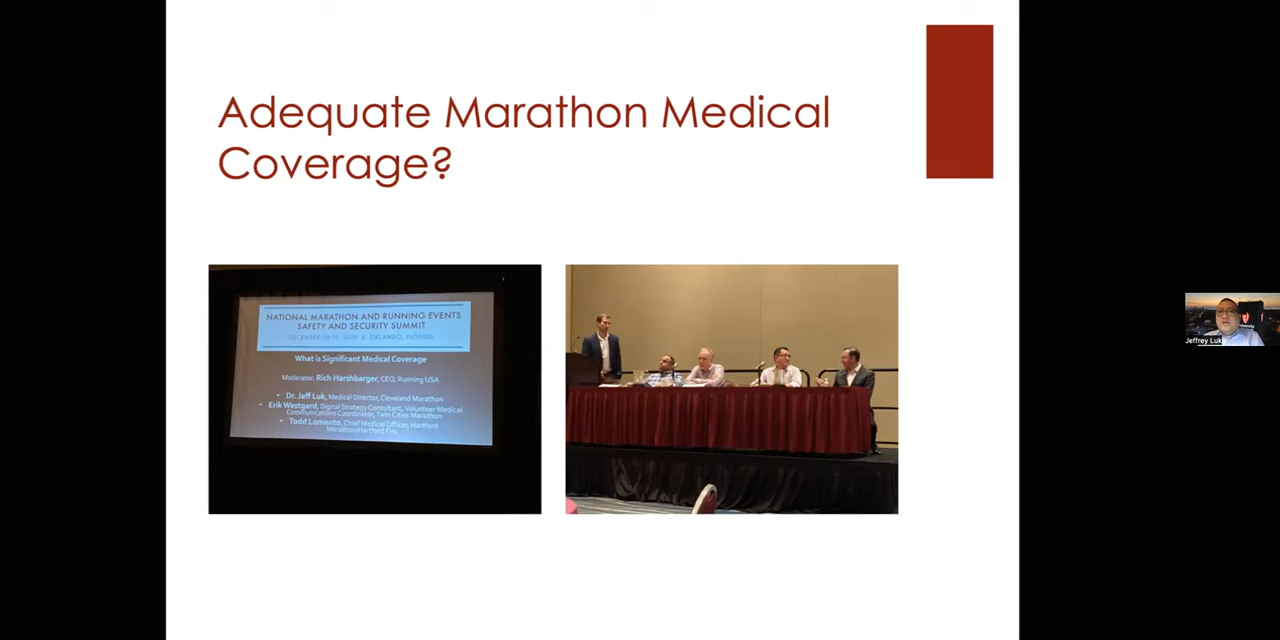 Adequate Marathon Medical
Coverage?
NATIONAL MARATHON AND RUNNING EVENTS
SAFETY AND SECURITY SUMMIT
ORLANDO, FLORIDA
What is Significant Medical Coverage
Moderator: Rich Harshbarger, CEO, Running USA
• Dr. Jeff Luk, Medical Director, Cleveland Marathon
• Erik Westgard, Digital Strategy Consultant, Volunteer Medical
Communications Coordinator, Twin Cities Marathon
• Todd Lomento, Chief Medical Officer, Hartford
Marathon/Hartford Fire
Jeffrey Luk